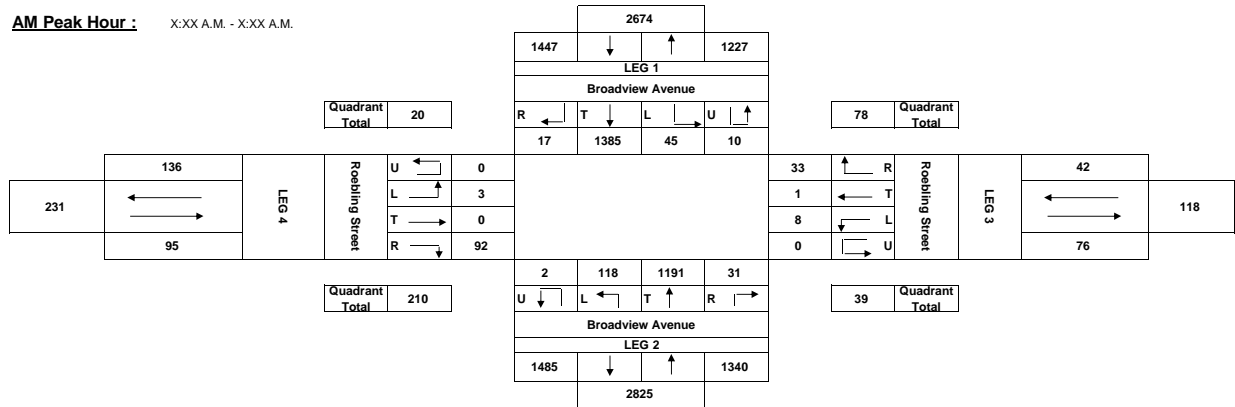 AM Peak Hour : X:XX A.M. - X:XX A.M.
2674
1447 1227
LEG 1
Broadview Avenue
Quadrant Total 20
R T L U
78 Quadrant Total
17 1385 45 10
136
231
95
LEG 4
Roebling Street
U 0
L 3
T 0
R 92
33 R
1 T
8 L
0 U
Roebling Street
LEG 3
42
118
76
2 118 1191 31
Quadrant Total 210
U L T R
39 Quadrant Total
Broadview Avenue
LEG 2
1485 1340
2825